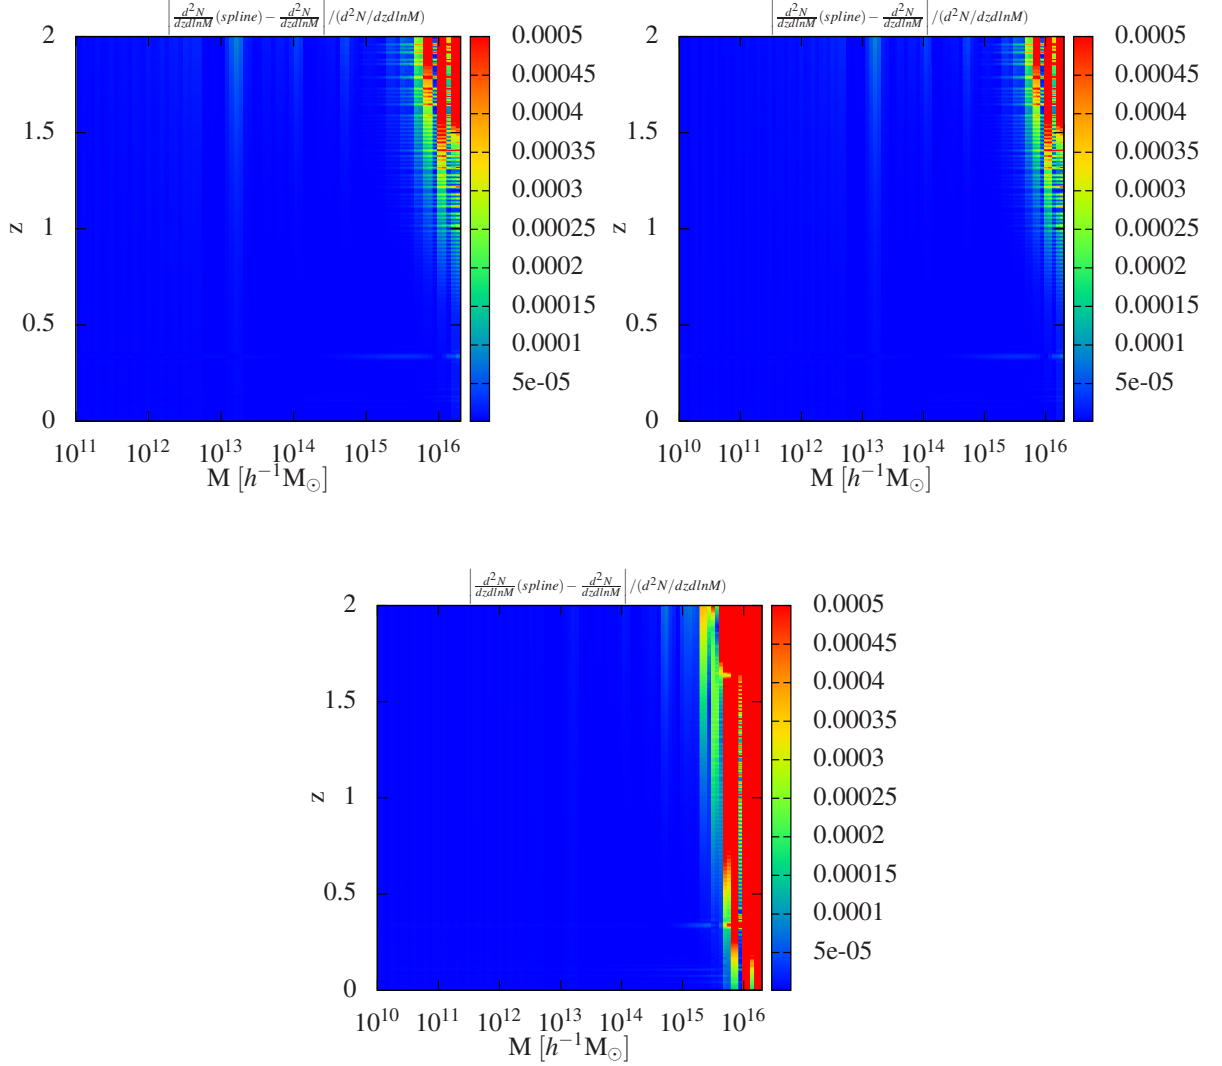 |d²N/dzdlnM (spline) − d²N/dzdlnM| /(d²N/dzdlnM)
2
1.5
1
0.5
0
z
10¹¹ 10¹² 10¹³ 10¹⁴ 10¹⁵ 10¹⁶
M [h⁻¹M☉]
0.0005
0.00045
0.0004
0.00035
0.0003
0.00025
0.0002
0.00015
0.0001
5e-05
|d²N/dzdlnM (spline) − d²N/dzdlnM| /(d²N/dzdlnM)
2
1.5
1
0.5
0
z
10¹⁰ 10¹¹ 10¹² 10¹³ 10¹⁴ 10¹⁵ 10¹⁶
M [h⁻¹M☉]
0.0005
0.00045
0.0004
0.00035
0.0003
0.00025
0.0002
0.00015
0.0001
5e-05
|d²N/dzdlnM (spline) − d²N/dzdlnM| /(d²N/dzdlnM)
2
1.5
1
0.5
0
z
10¹⁰ 10¹¹ 10¹² 10¹³ 10¹⁴ 10¹⁵ 10¹⁶
M [h⁻¹M☉]
0.0005
0.00045
0.0004
0.00035
0.0003
0.00025
0.0002
0.00015
0.0001
5e-05